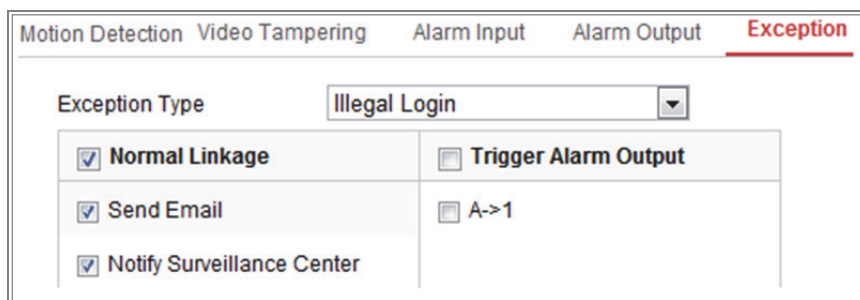 Motion Detection Video Tampering Alarm Input Alarm Output Exception
Exception Type Illegal Login
Normal Linkage Trigger Alarm Output
Send Email A->1
Notify Surveillance Center